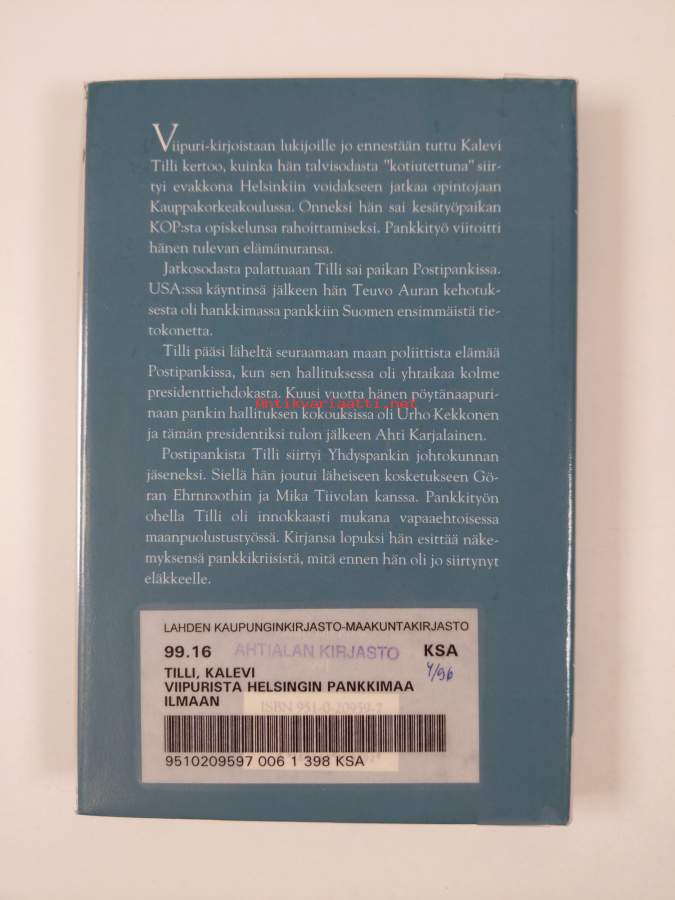 Viipuri-kirjoistaan lukijoille jo ennestään tuttu Kalevi
Tilli kertoo, kuinka hän talvisodasta "kotiutettuna" siir-
tyi evakkona Helsinkiin voidakseen jatkaa opintojaan
Kauppakorkeakoulussa. Onneksi hän sai kesätyöpaikan
KOP:sta opiskelunsa rahoittamiseksi. Pankkityö viitoitti
hänen tulevan elämänuransa.
Jatkosodasta palattuaan Tilli sai paikan Postipankissa.
USA:ssa käyntinsä jälkeen hän Teuvo Auran kehotuk-
sesta oli hankkimassa pankkiin Suomen ensimmäistä tie-
tokonetta.
Tilli pääsi läheltä seuraamaan maan poliittista elämää
Postipankissa, kun sen hallituksessa oli yhtaikaa kolme
presidenttiehdokasta. Kuusi vuotta hänen pöytänaapuri-
antikvariaatti.net
naan pankin hallituksen kokouksissa oli Urho Kekkonen
ja tämän presidentiksi tulon jälkeen Ahti Karjalainen.
Postipankista Tilli siirtyi Yhdyspankin johtokunnan
jäseneksi. Siellä hän joutui läheiseen kosketukseen Gö-
ran Ehrnroothin ja Mika Tiivolan kanssa. Pankkityön
ohella Tilli oli innokkaasti mukana vapaaehtoisessa
maanpuolustustyössä. Kirjansa lopuksi hän esittää näke-
myksensä pankkikriisistä, mitä ennen hän oli jo siirtynyt
eläkkeelle.
LAHDEN KAUPUNGINKIRJASTO-MAAKUNTAKIRJASTO
99.16 AHTIALAN KIRJASTO KSA
TILLI, KALEVI 4/96
VIIPURISTA HELSINGIN PANKKIMAA
ILMAAN
ISBN 951-0-20959-7
9510209597 006 1 398 KSA